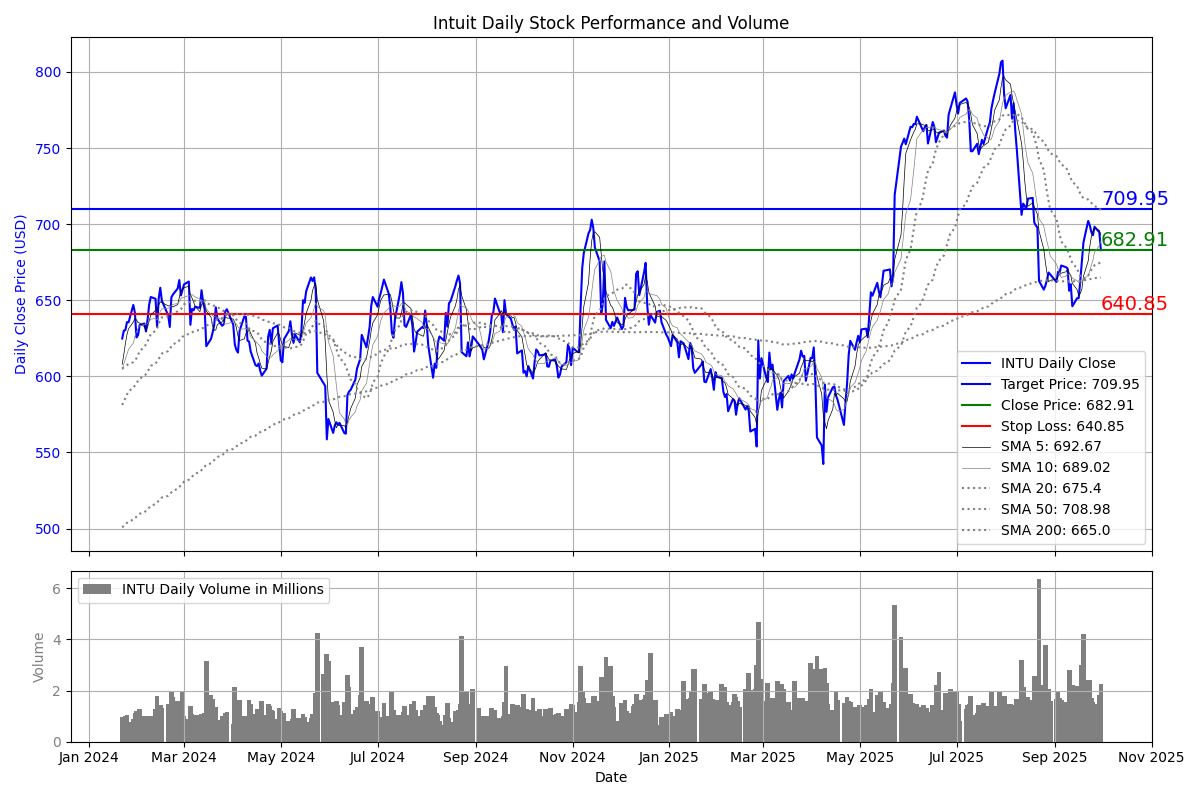 Intuit Daily Stock Performance and Volume
Daily Close Price (USD)
800
750
700
650
600
550
500
709.95
682.91
640.85
INTU Daily Close
Target Price: 709.95
Close Price: 682.91
Stop Loss: 640.85
SMA 5: 692.67
SMA 10: 689.02
SMA 20: 675.4
SMA 50: 708.98
SMA 200: 665.0
Volume
6
4
2
0
INTU Daily Volume in Millions
Jan 2024 Mar 2024 May 2024 Jul 2024 Sep 2024 Nov 2024 Jan 2025 Mar 2025 May 2025 Jul 2025 Sep 2025 Nov 2025
Date